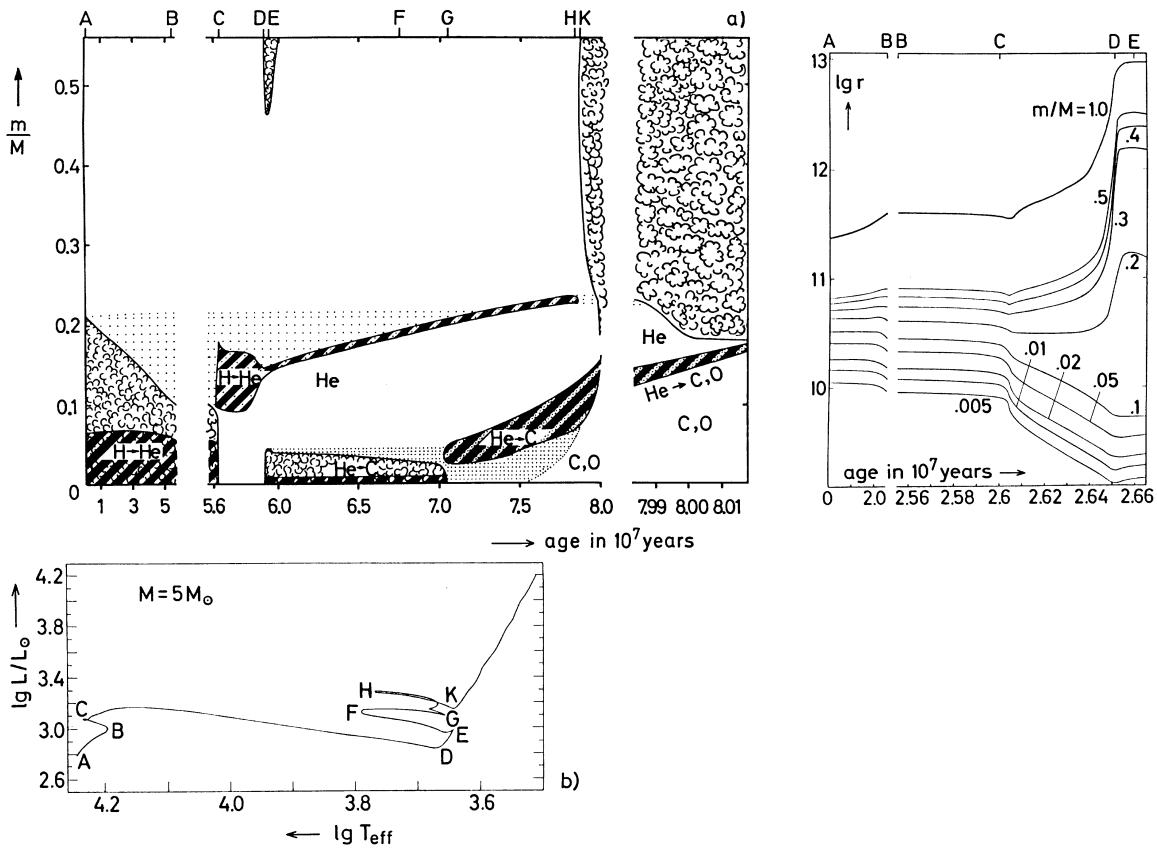 A B C D E F G H K a)
0.5
m/M
0.4
0.3
0.2
0.1
0
H→He
H→He
He
He→C
He→C
C,O
He
He→C,O
C,O
1 3 5 5.6 6.0 6.5 7.0 7.5 8.0 7.99 8.00 8.01
age in 10⁷ years
A B B C D E
13
lg r
m/M=1.0
.4
12
.5
.3
.2
11
.01
.02
.05
10
.005
.1
age in 10⁷ years
0 2.0 2.56 2.58 2.6 2.62 2.64 2.66
4.2
M=5M☉
3.8
lg L/L☉
3.4
H K
C F G
3.0
B E
A D
2.6
b)
4.2 4.0 3.8 3.6
lg Teff